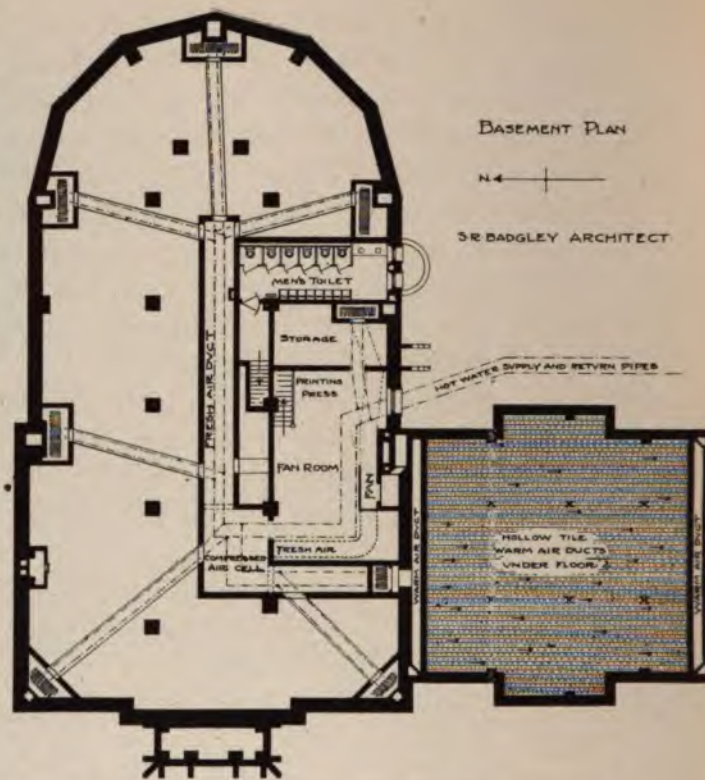 BASEMENT PLAN
N.
S.R. BADGLEY ARCHITECT
MEN'S TOILET
STORAGE
FRESH AIR DUCT
HOT WATER SUPPLY AND RETURN PIPES
PRINTING
PRESS
FAN ROOM
FAN
WARM AIR DUCT
HOLLOW TILE
WARM AIR DUCTS
UNDER FLOOR
WARM AIR DUCT
FRESH AIR
COMPRESSED
AIR CELL